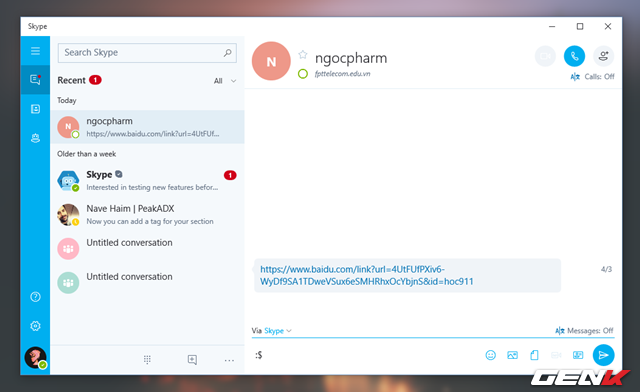 Skype
Search Skype
Recent 1
All
Today
N
ngocpharm
https://www.baidu.com/link?url=4UtFUf...
Older than a week
Skype
Interested in testing new features befor...
1
Nave Haim | PeakADX
Now you can add a tag for your section
Untitled conversation
Untitled conversation
N
ngocpharm
fpttelecom.edu.vn
Calls: Off
https://www.baidu.com/link?url=4UtFUfPXiv6-
WyDf9SA1TDweVSux6eSMHRhxOcYbjnS&id=hoc911
4/3
Via Skype
Messages: Off
:$
GENK